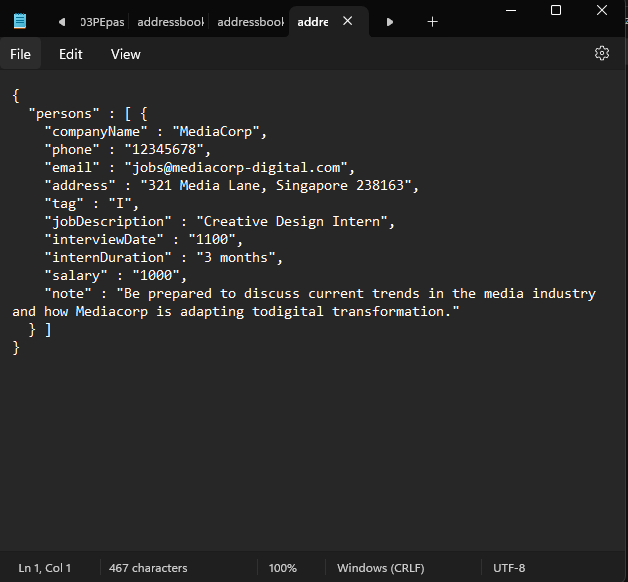 03PEpas addressbook addressbook addre
File Edit View
{
"persons" : [ {
"companyName" : "MediaCorp",
"phone" : "12345678",
"email" : "jobs@mediacorp-digital.com",
"address" : "321 Media Lane, Singapore 238163",
"tag" : "I",
"jobDescription" : "Creative Design Intern",
"interviewDate" : "1100",
"internDuration" : "3 months",
"salary" : "1000",
"note" : "Be prepared to discuss current trends in the media industry
and how Mediacorp is adapting todigital transformation."
} ]
}
Ln 1, Col 1 467 characters 100% Windows (CRLF) UTF-8